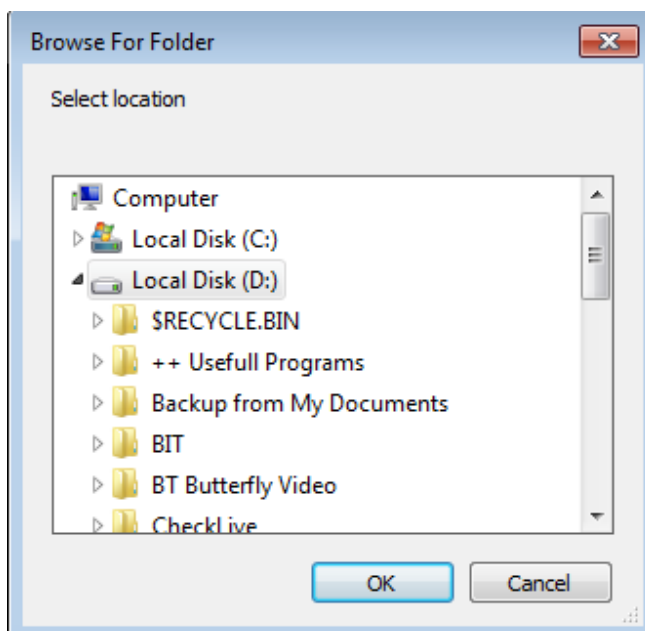 Browse For Folder
Select location
Computer
Local Disk (C:)
Local Disk (D:)
$RECYCLE.BIN
++ Usefull Programs
Backup from My Documents
BIT
BT Butterfly Video
CheckLive
OK
Cancel